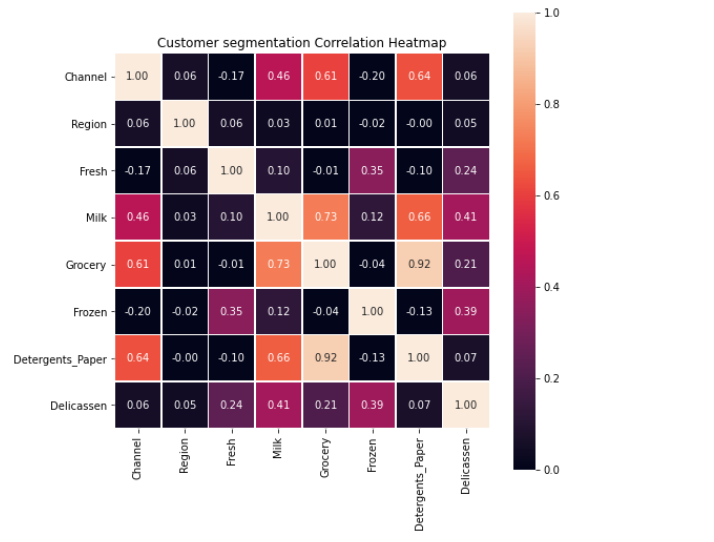 Customer segmentation Correlation Heatmap
Channel 1.00 0.06 -0.17 0.46 0.61 -0.20 0.64 0.06
Region 0.06 1.00 0.06 0.03 0.01 -0.02 -0.00 0.05
Fresh -0.17 0.06 1.00 0.10 -0.01 0.35 -0.10 0.24
Milk 0.46 0.03 0.10 1.00 0.73 0.12 0.66 0.41
Grocery 0.61 0.01 -0.01 0.73 1.00 -0.04 0.92 0.21
Frozen -0.20 -0.02 0.35 0.12 -0.04 1.00 -0.13 0.39
Detergents_Paper 0.64 -0.00 -0.10 0.66 0.92 -0.13 1.00 0.07
Delicassen 0.06 0.05 0.24 0.41 0.21 0.39 0.07 1.00
Channel
Region
Fresh
Milk
Grocery
Frozen
Detergents_Paper
Delicassen
1.0
0.8
0.6
0.4
0.2
0.0